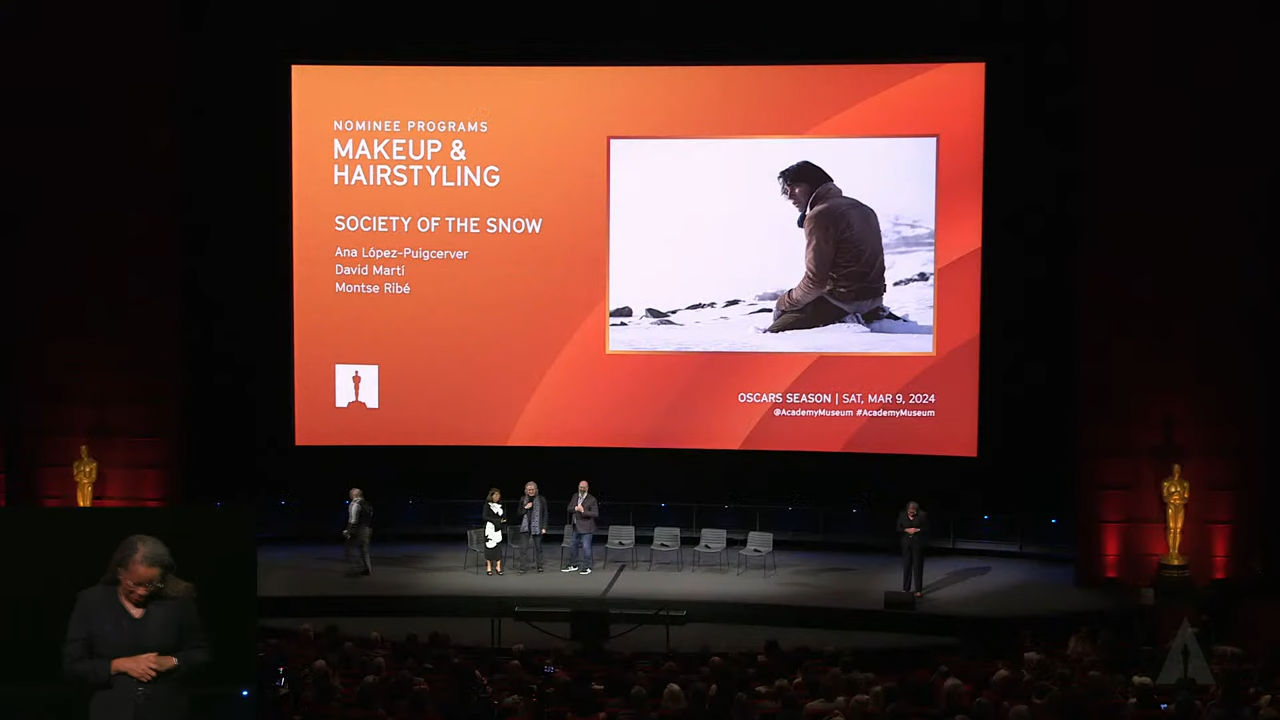 NOMINEE PROGRAMS
MAKEUP &
HAIRSTYLING
SOCIETY OF THE SNOW
Ana López-Puigcerver
David Martí
Montse Ribé
OSCARS SEASON | SAT, MAR 9, 2024
@AcademyMuseum #AcademyMuseum